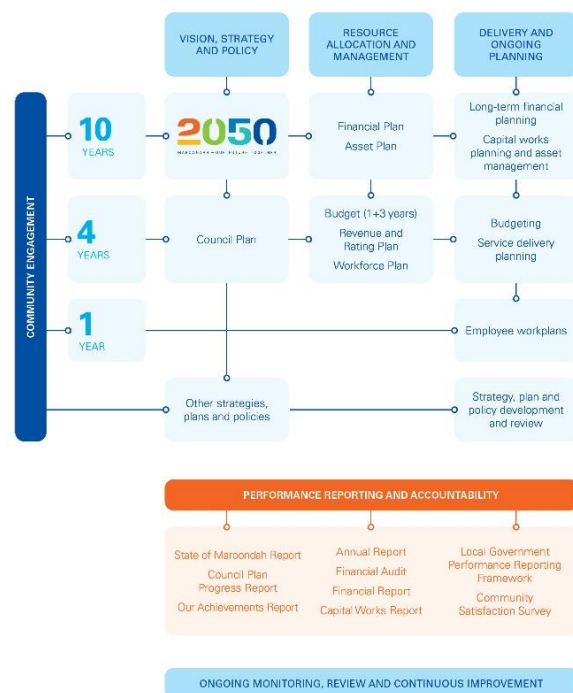 VISION, STRATEGY
AND POLICY
RESOURCE
ALLOCATION AND
MANAGEMENT
DELIVERY AND
ONGOING
PLANNING
COMMUNITY ENGAGEMENT
10
YEARS
2050
MAROONDAH - OUR FUTURE TOGETHER
Financial Plan
Asset Plan
Long-term financial
planning
Capital works
planning and asset
management
4
YEARS
Council Plan
Budget (1+3 years)
Revenue and
Rating Plan
Workforce Plan
Budgeting
Service delivery
planning
1
YEAR
Employee workplans
Other strategies,
plans and policies
Strategy, plan and
policy development
and review
PERFORMANCE REPORTING AND ACCOUNTABILITY
State of Maroondah Report
Council Plan
Progress Report
Our Achievements Report
Annual Report
Financial Audit
Financial Report
Capital Works Report
Local Government
Performance Reporting
Framework
Community
Satisfaction Survey
ONGOING MONITORING, REVIEW AND CONTINUOUS IMPROVEMENT